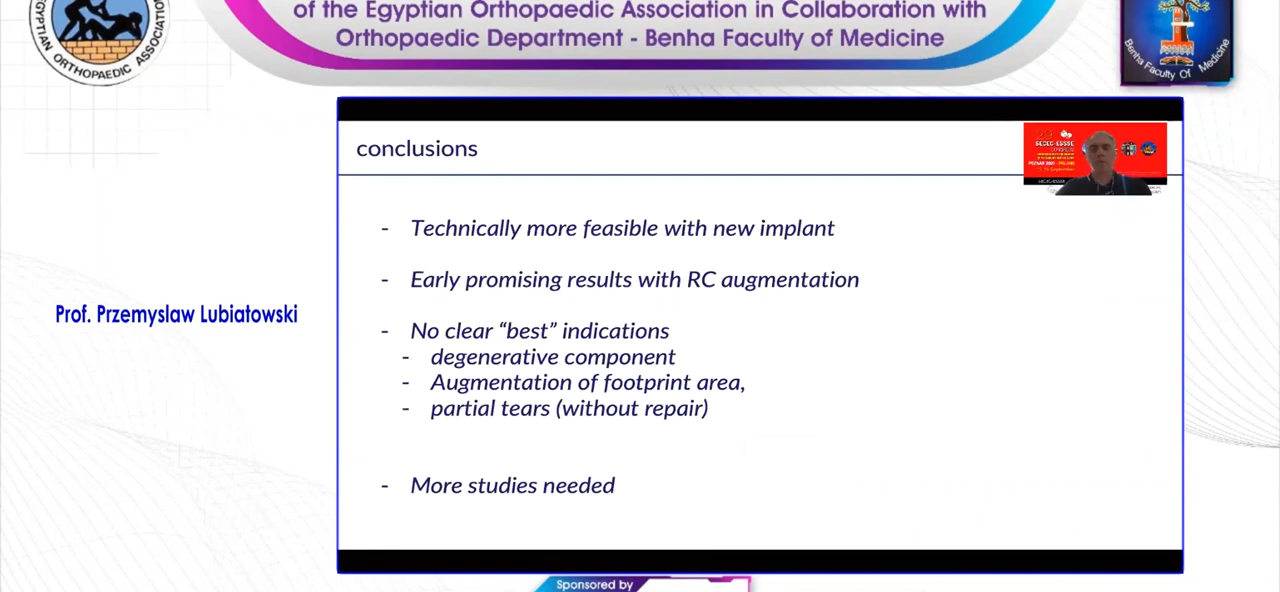 of the Egyptian Orthopaedic Association in Collaboration with
Orthopaedic Department - Benha Faculty of Medicine
EGYPTIAN ORTHOPAEDIC ASSOCIATION
Benha Faculty Of Medicine
conclusions
SECEC-ESSSE
- Technically more feasible with new implant
- Early promising results with RC augmentation
Prof. Przemyslaw Lubiatowski
- No clear “best” indications
- degenerative component
- Augmentation of footprint area,
- partial tears (without repair)
- More studies needed
Sponsored by